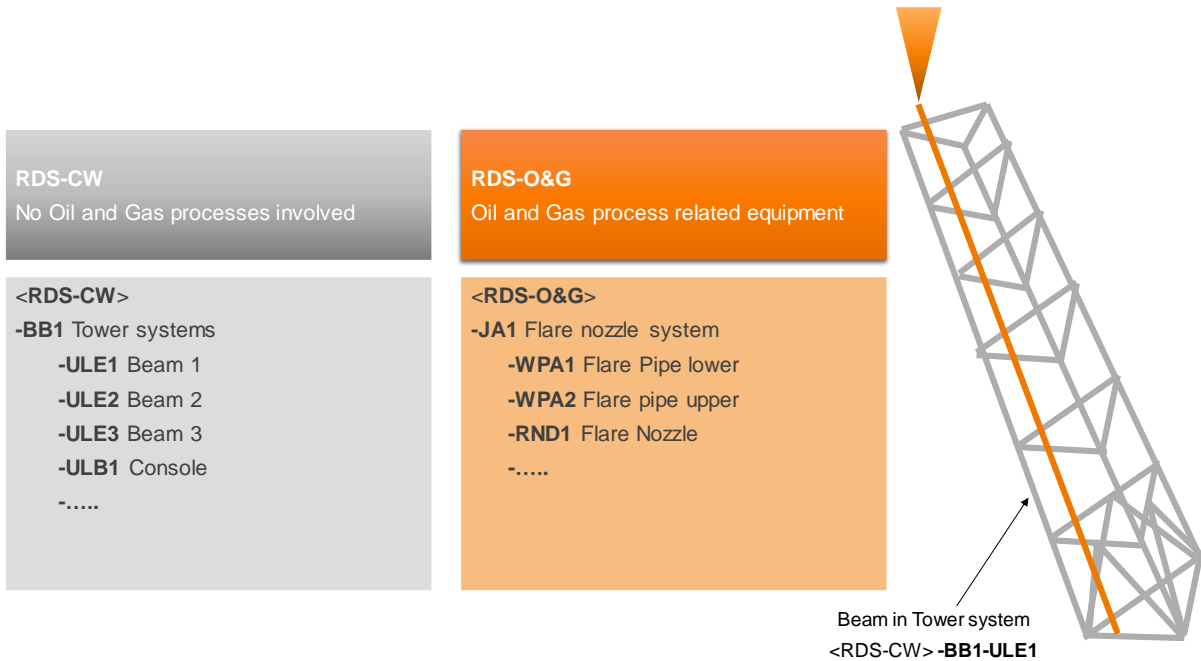 RDS-CW
No Oil and Gas processes involved
<RDS-CW>
-BB1 Tower systems
-ULE1 Beam 1
-ULE2 Beam 2
-ULE3 Beam 3
-ULB1 Console
-.....
RDS-O&G
Oil and Gas process related equipment
<RDS-O&G>
-JA1 Flare nozzle system
-WPA1 Flare Pipe lower
-WPA2 Flare pipe upper
-RND1 Flare Nozzle
-.....
Beam in Tower system
<RDS-CW> -BB1-ULE1